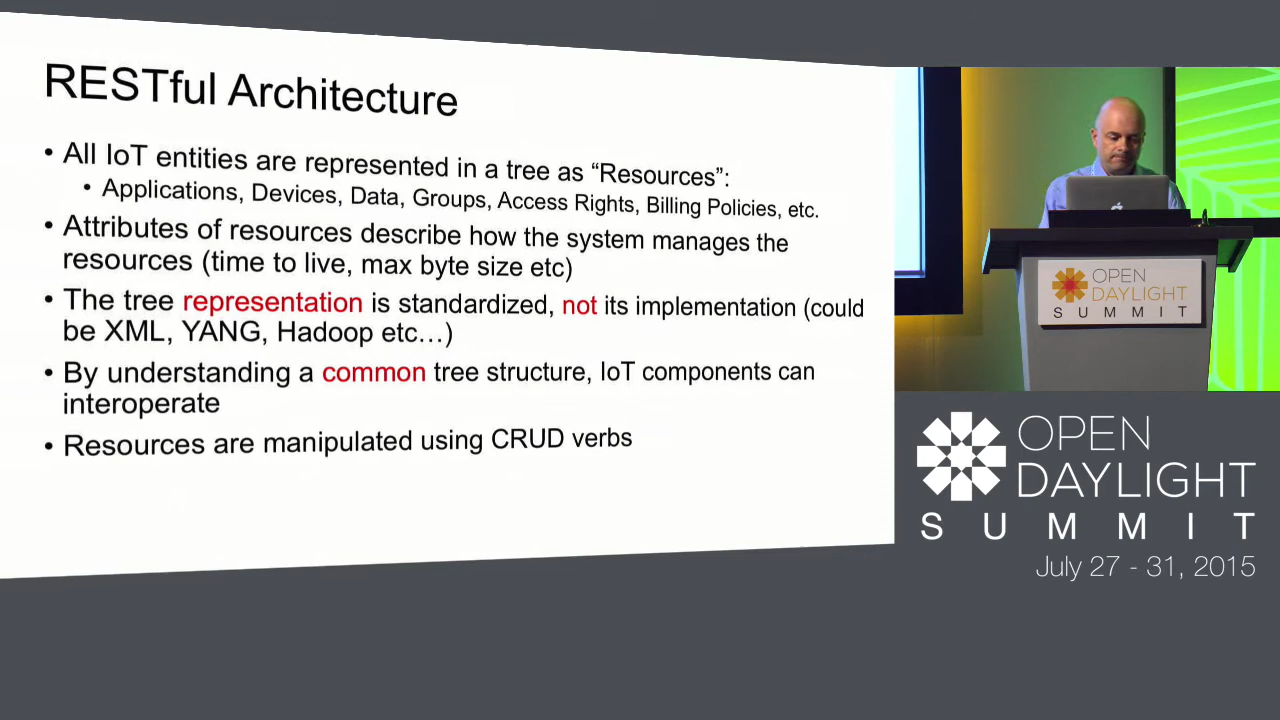 RESTful Architecture
• All IoT entities are represented in a tree as “Resources”:
• Applications, Devices, Data, Groups, Access Rights, Billing Policies, etc.
• Attributes of resources describe how the system manages the
resources (time to live, max byte size etc)
• The tree representation is standardized, not its implementation (could
be XML, YANG, Hadoop etc…)
• By understanding a common tree structure, IoT components can
interoperate
• Resources are manipulated using CRUD verbs
OPEN
DAYLIGHT
SUMMIT
OPEN
DAYLIGHT
SUMMIT
July 27 - 31, 2015